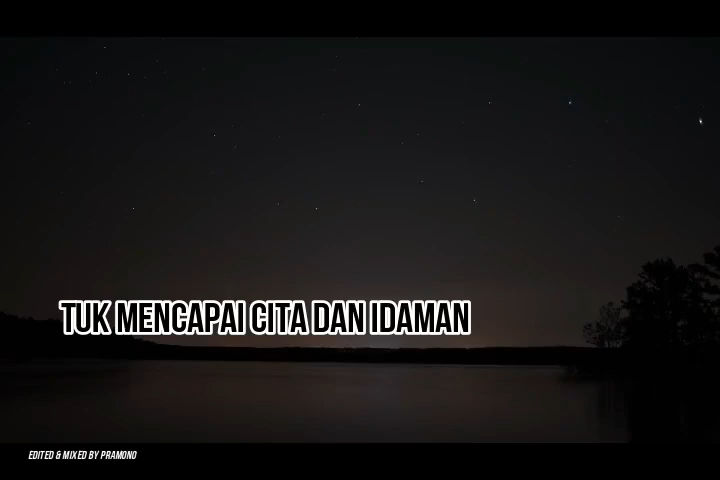 TUK MENCAPAI CITA DAN IDAMAN
EDITED & MIXED BY PRAMONO